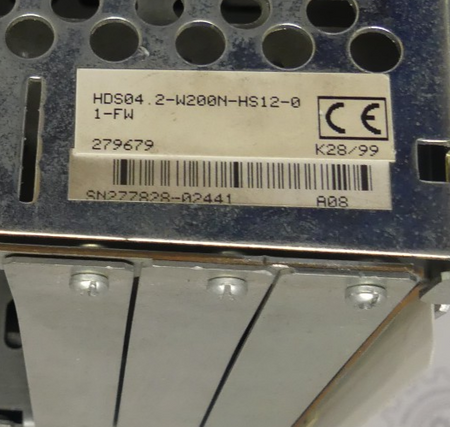 HDS04.2-W200N-HS12-0
1-FW
CE
279679 K28/99
SN277828-02441 A08